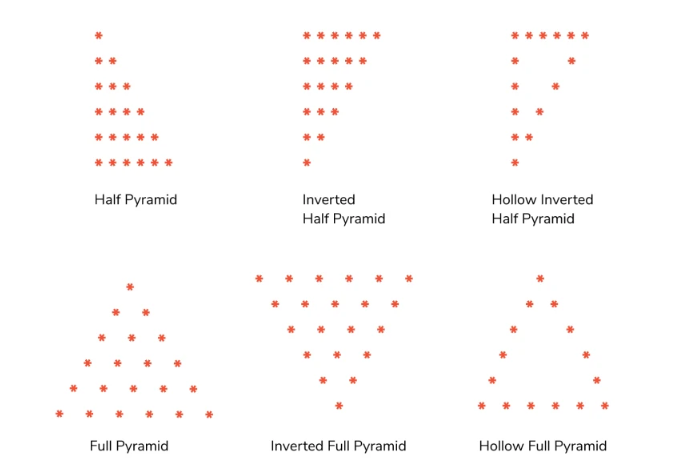 Half Pyramid
Inverted
Half Pyramid
Hollow Inverted
Half Pyramid
Full Pyramid
Inverted Full Pyramid
Hollow Full Pyramid